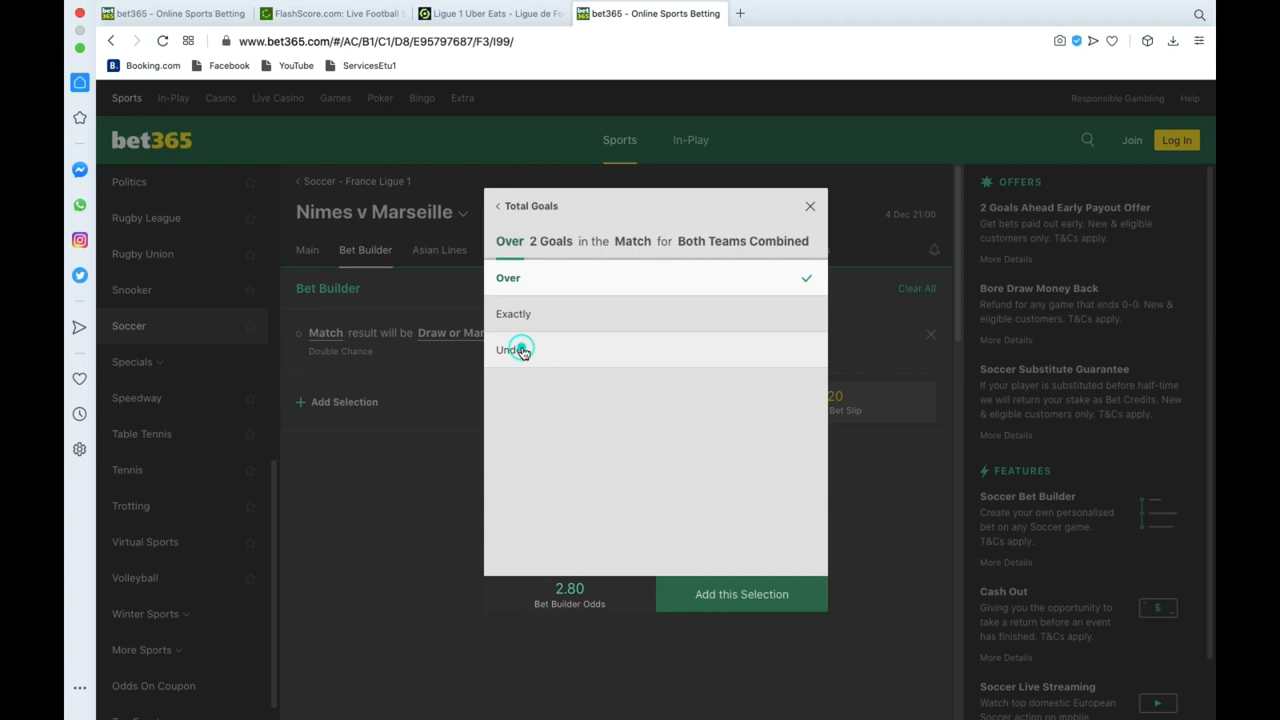 bet365 - Online Sports Betting
FlashScore.com: Live Football S
Ligue 1 Uber Eats - Ligue de Fo
bet365 - Online Sports Betting
www.bet365.com/#/AC/B1/C1/D8/E95797687/F3/I99/
B. Booking.com
Facebook
YouTube
ServicesEtu1
Sports
In-Play
Casino
Live Casino
Games
Poker
Bingo
Extra
Responsible Gambling
Help
bet365
Sports
In-Play
Join
Log In
Politics
Rugby League
Rugby Union
Snooker
Soccer
Specials
Speedway
Table Tennis
Tennis
Trotting
Virtual Sports
Volleyball
Winter Sports
More Sports
Odds On Coupon
Soccer - France Ligue 1
Nimes v Marseille
4 Dec 21:00
Main
Bet Builder
Asian Lines
Bet Builder
Clear All
Match result will be Draw or Mar
Double Chance
Add Selection
20
Bet Slip
Total Goals
Over 2 Goals in the Match for Both Teams Combined
Over
Exactly
Und
2.80
Bet Builder Odds
Add this Selection
OFFERS
2 Goals Ahead Early Payout Offer
Get bets paid out early. New & eligible
customers only. T&Cs apply.
More Details
Bore Draw Money Back
Refund for any game that ends 0-0. New &
eligible customers only. T&Cs apply.
More Details
Soccer Substitute Guarantee
If your player is substituted before half-time
we will return your stake as Bet Credits. New
& eligible customers only. T&Cs apply.
More Details
FEATURES
Soccer Bet Builder
Create your own personalised
bet on any Soccer game.
T&Cs apply.
More Details
Cash Out
Giving you the opportunity to
take a return before an event
has finished. T&Cs apply.
More Details
$
Soccer Live Streaming
Watch top domestic European
Soccer action on mobile